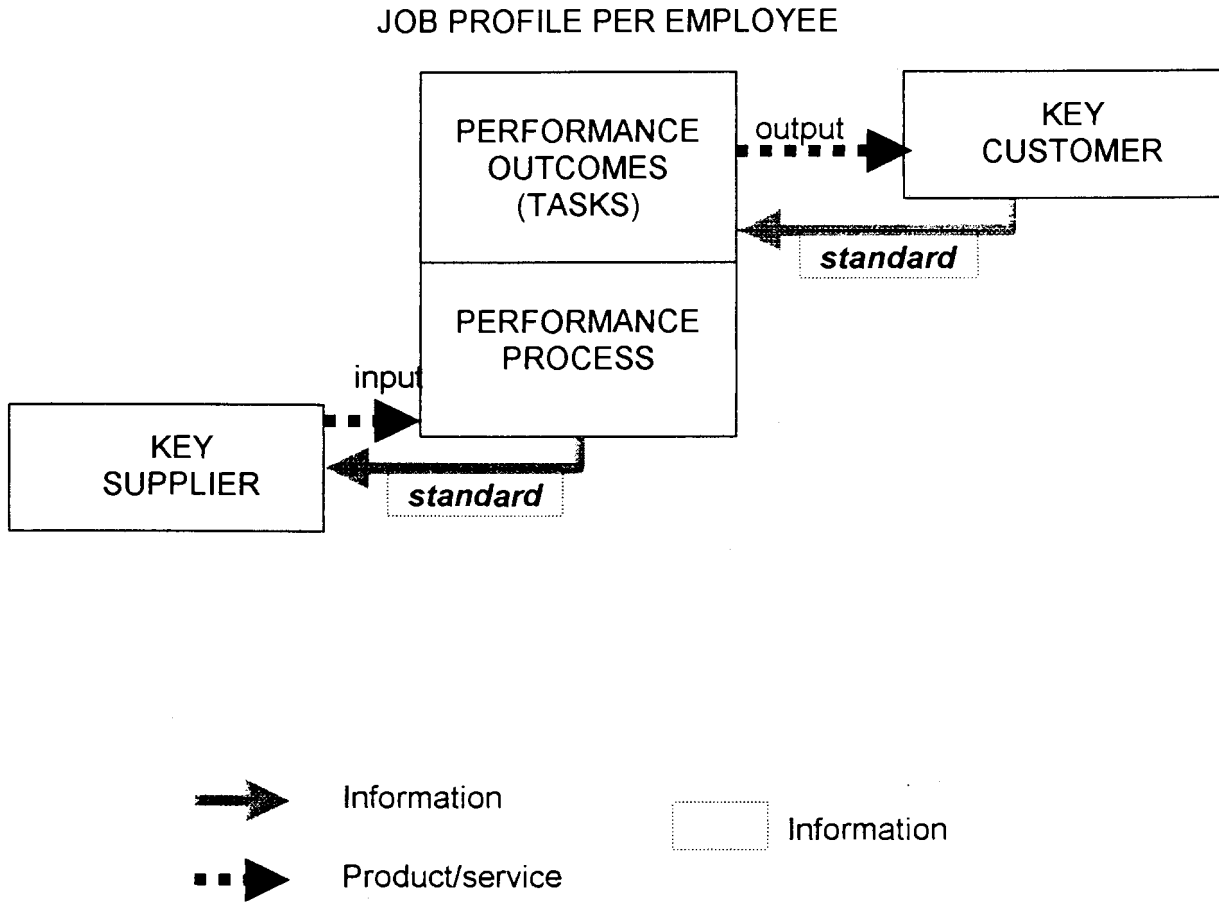 JOB PROFILE PER EMPLOYEE
PERFORMANCE
OUTCOMES
(TASKS)
output
KEY
CUSTOMER
standard
PERFORMANCE
PROCESS
input
KEY
SUPPLIER
standard
Information
Information
Product/service